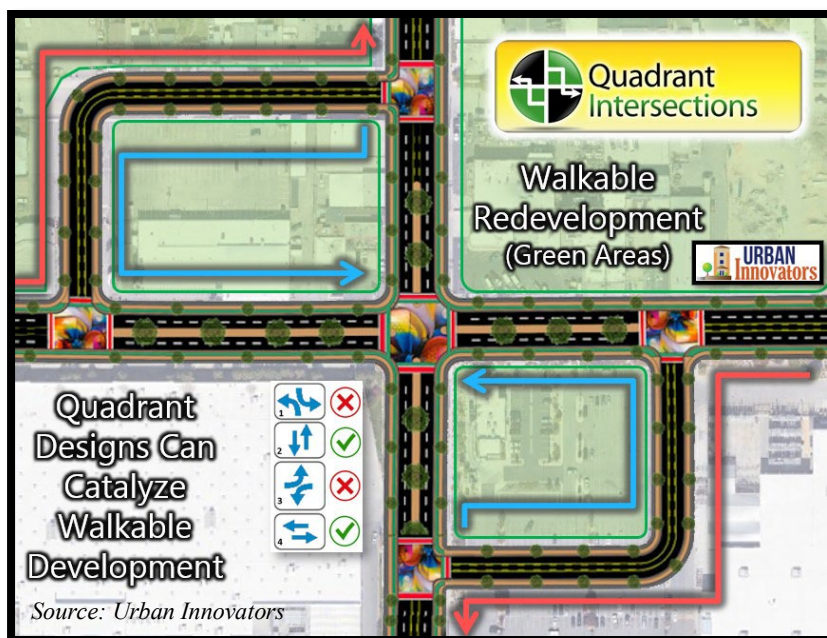 Quadrant
Intersections
Walkable
Redevelopment
(Green Areas)
URBAN
Innovators
Quadrant
Designs Can
Catalyze
Walkable
Development
1
2
3
4
Source: Urban Innovators